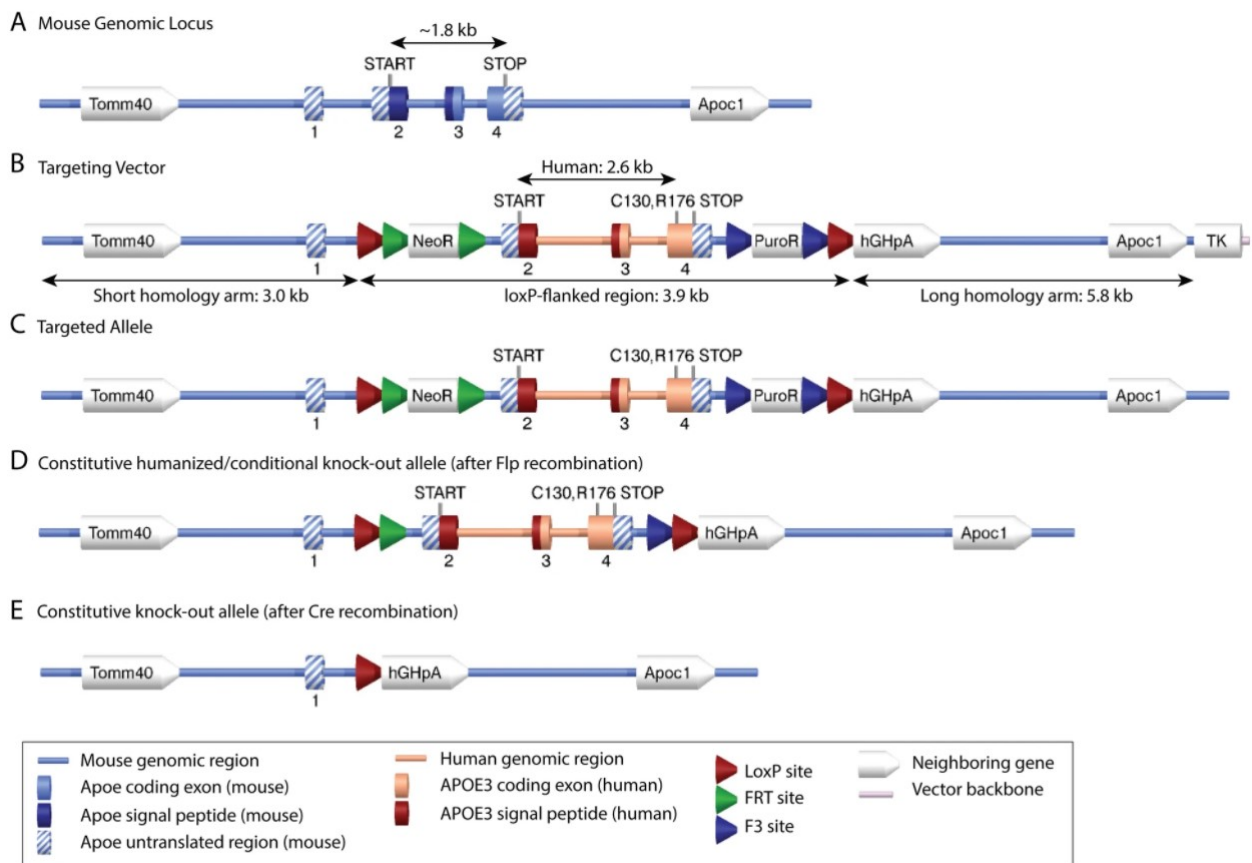 A Mouse Genomic Locus
~1.8 kb
START STOP
Tomm40 Apoc1
1 2 3 4
B Targeting Vector
Human: 2.6 kb
START C130,R176 STOP
Tomm40 NeoR PuroR hGHpA Apoc1 TK
1 2 3 4
Short homology arm: 3.0 kb loxP-flanked region: 3.9 kb Long homology arm: 5.8 kb
C Targeted Allele
START C130,R176 STOP
Tomm40 NeoR PuroR hGHpA Apoc1
1 2 3 4
D Constitutive humanized/conditional knock-out allele (after Flp recombination)
START C130,R176 STOP
Tomm40 hGHpA Apoc1
1 2 3 4
E Constitutive knock-out allele (after Cre recombination)
Tomm40 hGHpA Apoc1
1
Mouse genomic region
Apoe coding exon (mouse)
Apoe signal peptide (mouse)
Apoe untranslated region (mouse)
Human genomic region
APOE3 coding exon (human)
APOE3 signal peptide (human)
LoxP site
FRT site
F3 site
Neighboring gene
Vector backbone